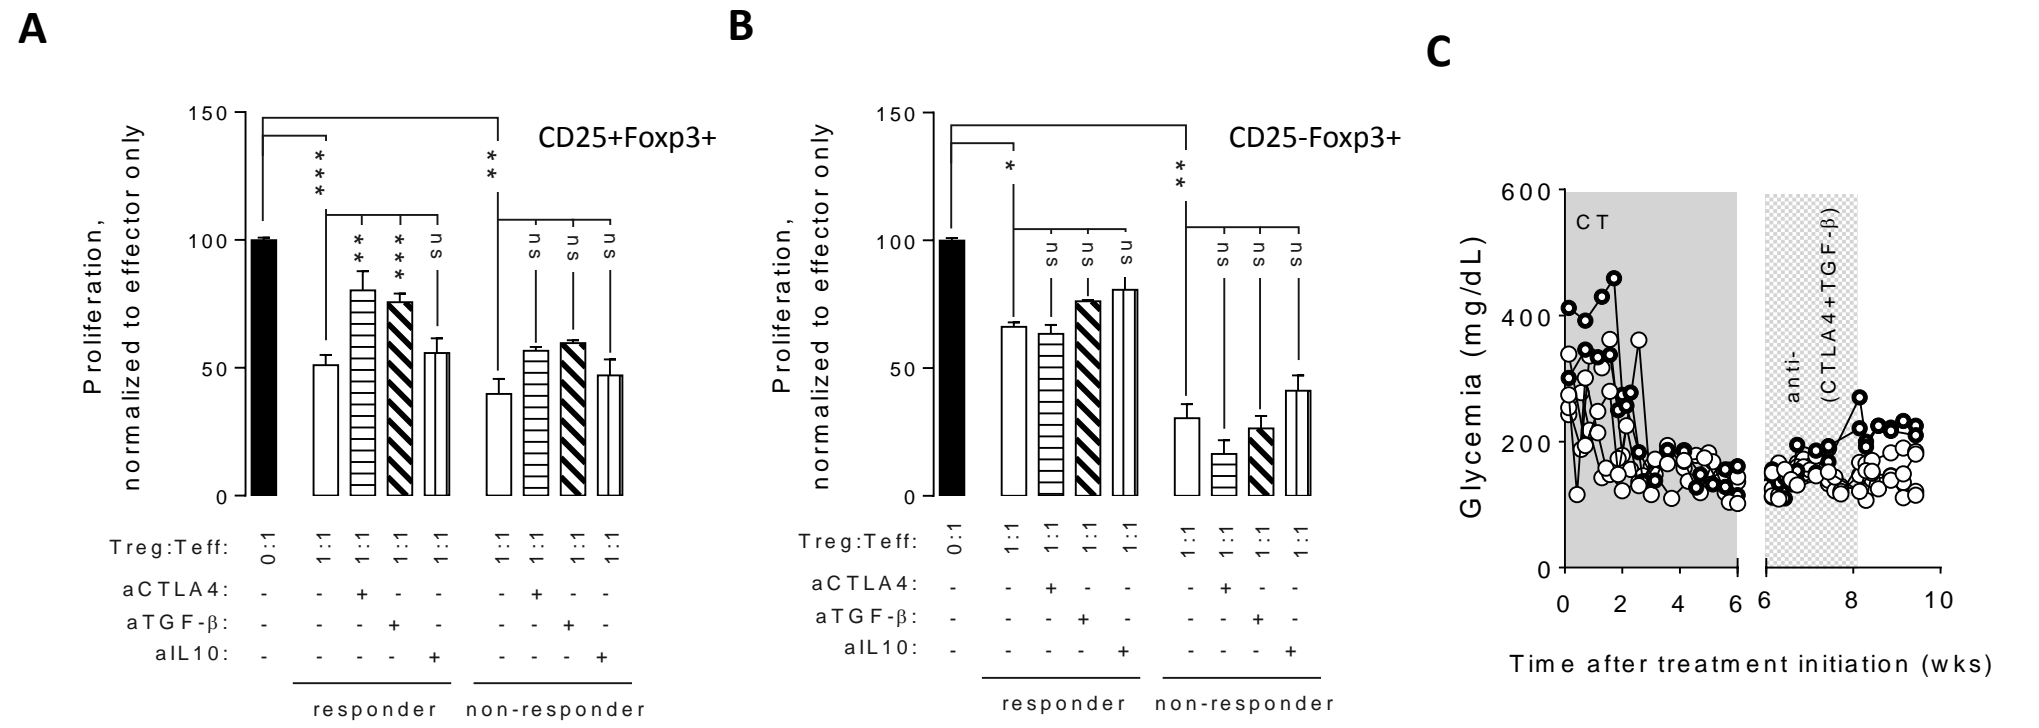 A
Proliferation,
normalized to effector only
150
100
50
0
CD25+Foxp3+
***
**
**
***
ns
ns
ns
ns
Treg:Teff: 0:1 1:1 1:1 1:1 1:1 1:1 1:1 1:1 1:1
aCTLA4: - - + - - - + - -
aTGF-β: - - - + - - - + -
aIL10: - - - - + - - - +
responder non-responder
B
Proliferation,
normalized to effector only
150
100
50
0
CD25-Foxp3+
*
**
ns
ns
ns
ns
ns
ns
Treg:Teff: 0:1 1:1 1:1 1:1 1:1 1:1 1:1 1:1 1:1
aCTLA4: - - + - - - + - -
aTGF-β: - - - + - - - + -
aIL10: - - - - + - - - +
responder non-responder
C
Glycemia (mg/dL)
600
400
200
0
CT
anti-
(CTLA4+TGF-β)
0 2 4 6 6 8 10
Time after treatment initiation (wks)